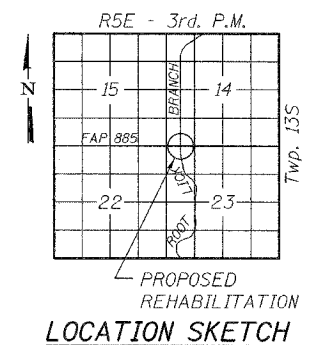 R5E - 3rd. P.M.
N
15
14
BRANCH
Twp. 13S
FAP 885
LICK
22
23
ROOT
PROPOSED
REHABILITATION
LOCATION SKETCH